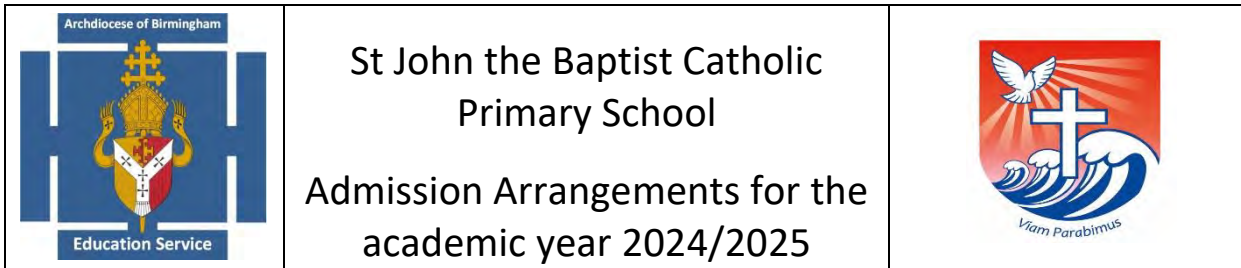 Archdiocese of Birmingham
Education Service
St John the Baptist Catholic
Primary School
Admission Arrangements for the
academic year 2024/2025
Viam Parabimus